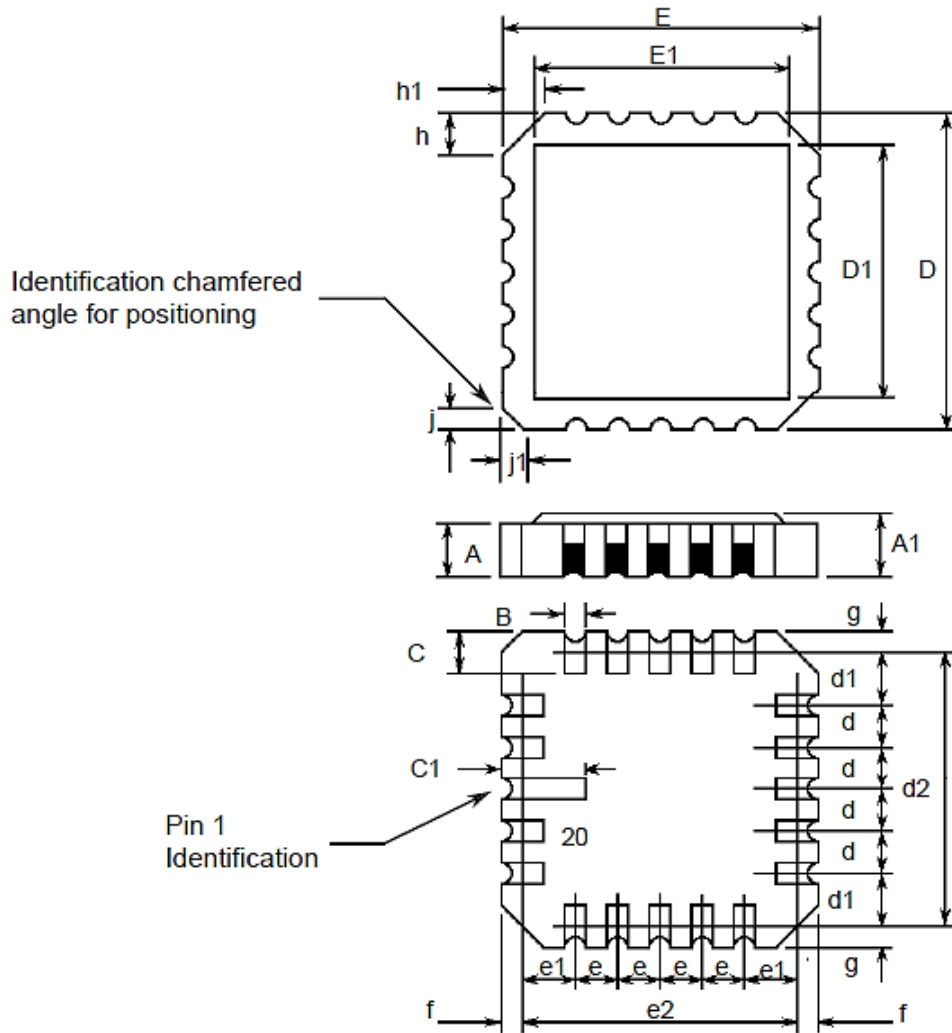 E
E1
h1
h
D1
D
Identification chamfered
angle for positioning
j
j1
A
A1
B
g
C
d1
d
C1
d
d2
d
Pin 1
Identification
20
d
d1
e1
e
e
e
e
e1
g
f
e2
f